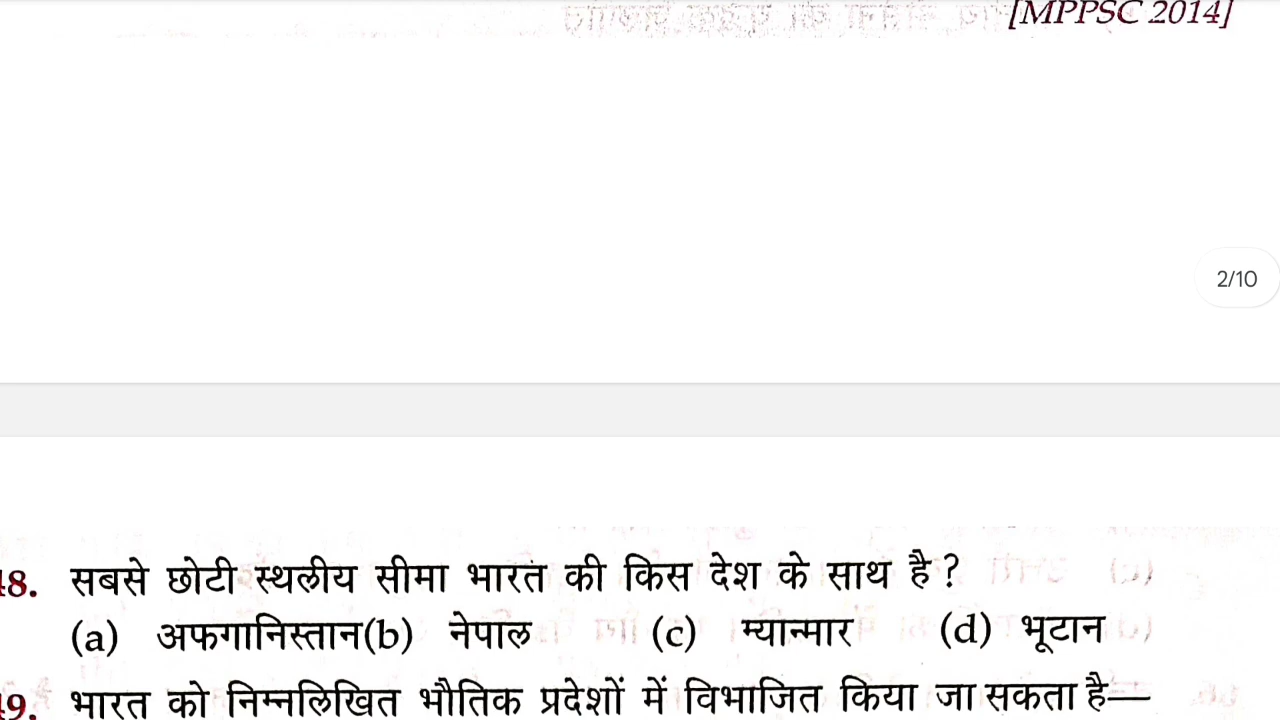 [MPPSC 2014]
2/10
48. सबसे छोटी स्थलीय सीमा भारत की किस देश के साथ है ?
(a) अफगानिस्तान(b) नेपाल (c) म्यान्मार (d) भूटान
49. भारत को निम्नलिखित भौतिक प्रदेशों में विभाजित किया जा सकता है—